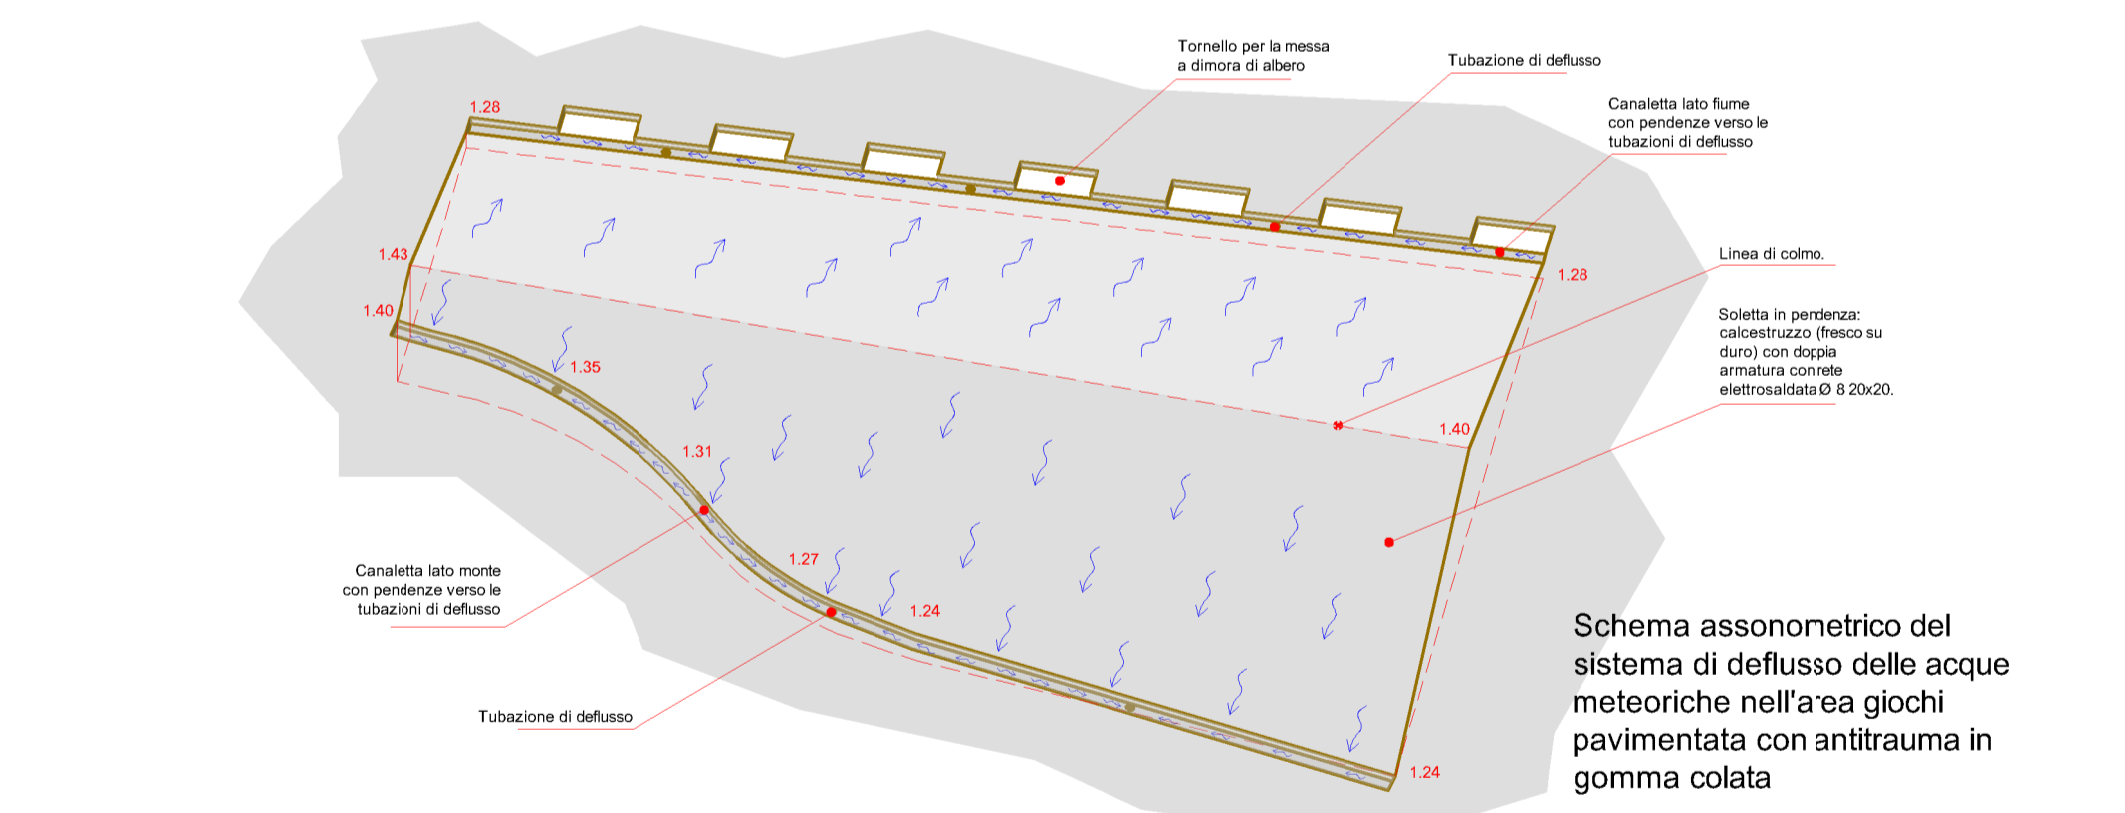 Tornello per la messa
a dimora di albero
Tubazione di deflusso
Canaletta lato fiume
con pendenze verso le
tubazioni di deflusso
1.28
1.43
1.40
Linea di colmo.
1.28
Soletta in pendenza:
calcestruzzo (fresco su
duro) con doppia
armatura con rete
elettrosaldata Ø 8 20x20.
1.35
1.40
1.31
1.27
Canaletta lato monte
con pendenze verso le
tubazioni di deflusso
1.24
Tubazione di deflusso
1.24
Schema assonometrico del
sistema di deflusso delle acque
meteoriche nell'area giochi
pavimentata con antitrauma in
gomma colata